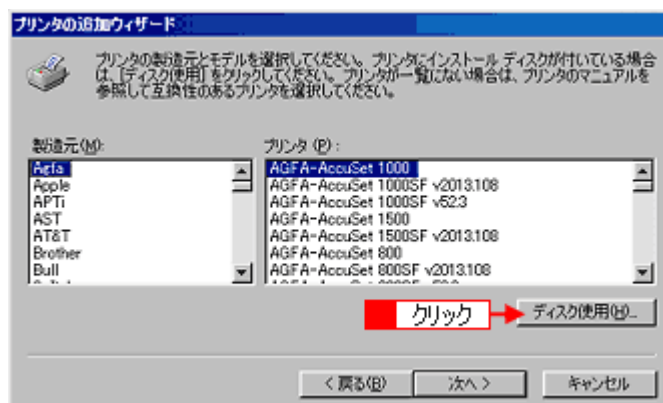 プリンタの追加ウィザード
プリンタの製造元とモデルを選択してください。プリンタにインストール ディスクが付いている場合
は、[ディスク使用] をクリックしてください。プリンタが一覧にない場合は、プリンタのマニュアルを
参照して互換性のあるプリンタを選択してください。
製造元(M):
Agfa
Apple
APTi
AST
AT&T
Brother
Bull
プリンタ (P) :
AGFA-AccuSet 1000
AGFA-AccuSet 1000SF v2013.108
AGFA-AccuSet 1000SF v52.3
AGFA-AccuSet 1500
AGFA-AccuSet 1500SF v2013.108
AGFA-AccuSet 800
AGFA-AccuSet 800SF v2013.108
クリック
ディスク使用(H)...
< 戻る(B)
次へ >
キャンセル